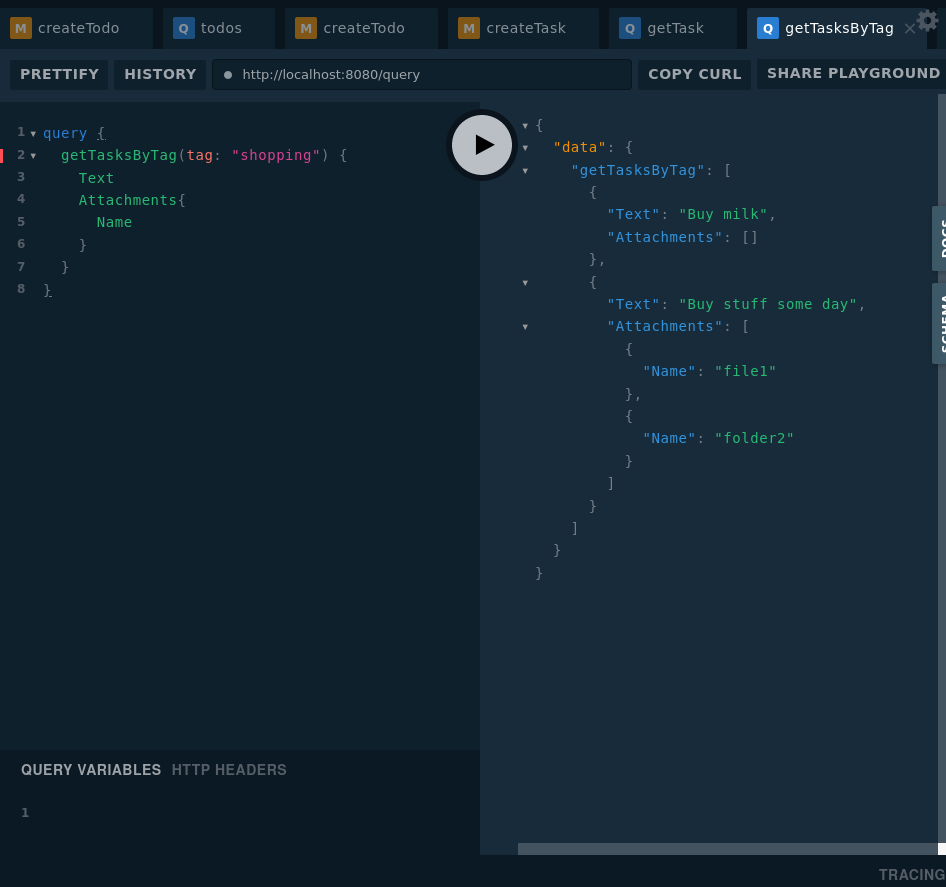 M createTodo Q todos M createTodo M createTask Q getTask Q getTasksByTag ×
PRETTIFY HISTORY http://localhost:8080/query COPY CURL SHARE PLAYGROUND
1 query {
2 getTasksByTag(tag: "shopping") {
3 Text
4 Attachments{
5 Name
6 }
7 }
8 }
{
"data": {
"getTasksByTag": [
{
"Text": "Buy milk",
"Attachments": []
},
{
"Text": "Buy stuff some day",
"Attachments": [
{
"Name": "file1"
},
{
"Name": "folder2"
}
]
}
]
}
}
DOCS
SCHEMA
QUERY VARIABLES HTTP HEADERS
1
TRACING